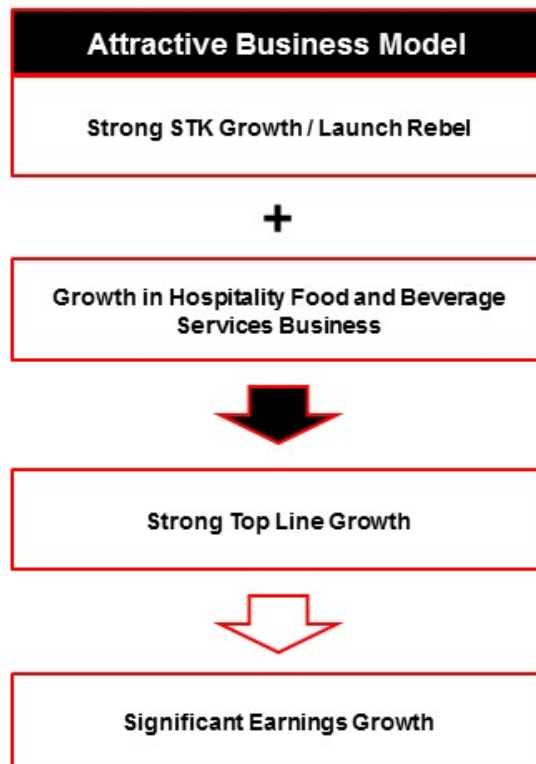 Attractive Business Model
Strong STK Growth / Launch Rebel
+
Growth in Hospitality Food and Beverage
Services Business
Strong Top Line Growth
Significant Earnings Growth